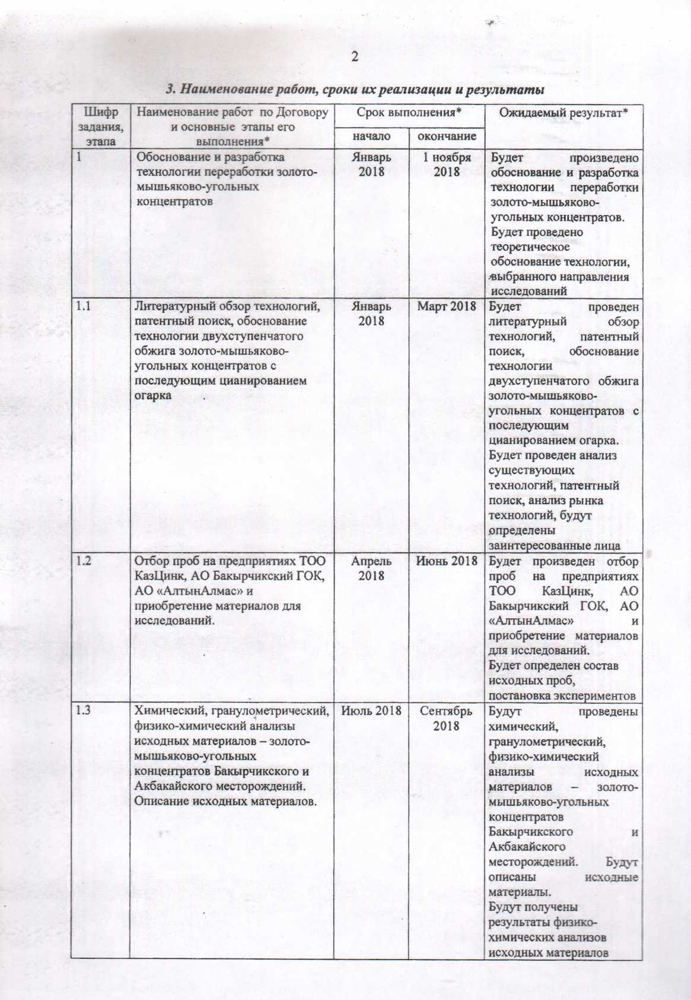 2
3. Наименование работ, сроки их реализации и результаты
Шифр
задания,
этапа
Наименование работ по Договору
и основные этапы его
выполнения*
Срок выполнения*
начало
окончание
Ожидаемый результат*
1
Обоснование и разработка
технологии переработки золото-
мышьяково-угольных
концентратов
Январь
2018
1 ноября
2018
Будет произведено
обоснование и разработка
технологии переработки
золото-мышьяково-
угольных концентратов.
Будет проведено
теоретическое
обоснование технологии,
выбранного направления
исследований
1.1
Литературный обзор технологий,
патентный поиск, обоснование
технологии двухступенчатого
обжига золото-мышьяково-
угольных концентратов с
последующим цианированием
огарка
Январь
2018
Март 2018
Будет проведен
литературный обзор
технологий, патентный
поиск, обоснование
технологии
двухступенчатого обжига
золото-мышьяково-
угольных концентратов с
последующим
цианированием огарка.
Будет проведен анализ
существующих
технологий, патентный
поиск, анализ рынка
технологий, будут
определены
заинтересованные лица
1.2
Отбор проб на предприятиях ТОО
КазЦинк, АО Бакырчикский ГОК,
АО «АлтынАлмас» и
приобретение материалов для
исследований.
Апрель
2018
Июнь 2018
Будет произведен отбор
проб на предприятиях
ТОО КазЦинк, АО
Бакырчикский ГОК, АО
«АлтынАлмас» и
приобретение материалов
для исследований.
Будет определен состав
исходных проб,
постановка экспериментов
1.3
Химический, гранулометрический,
физико-химический анализы
исходных материалов – золото-
мышьяково-угольных
концентратов Бакырчикского и
Акбакайского месторождений.
Описание исходных материалов.
Июль 2018
Сентябрь
2018
Будут проведены
химический,
гранулометрический,
физико-химический
анализы исходных
материалов – золото-
мышьяково-угольных
концентратов
Бакырчикского и
Акбакайского
месторождений. Будут
описаны исходные
материалы.
Будут получены
результаты физико-
химических анализов
исходных материалов